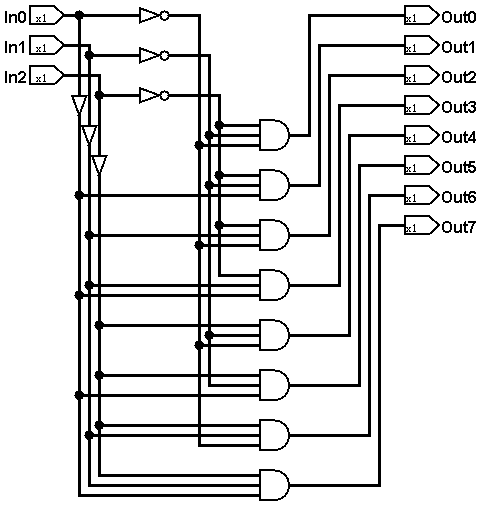 In0 x1
In1 x1
In2 x1
x1 Out0
x1 Out1
x1 Out2
x1 Out3
x1 Out4
x1 Out5
x1 Out6
x1 Out7